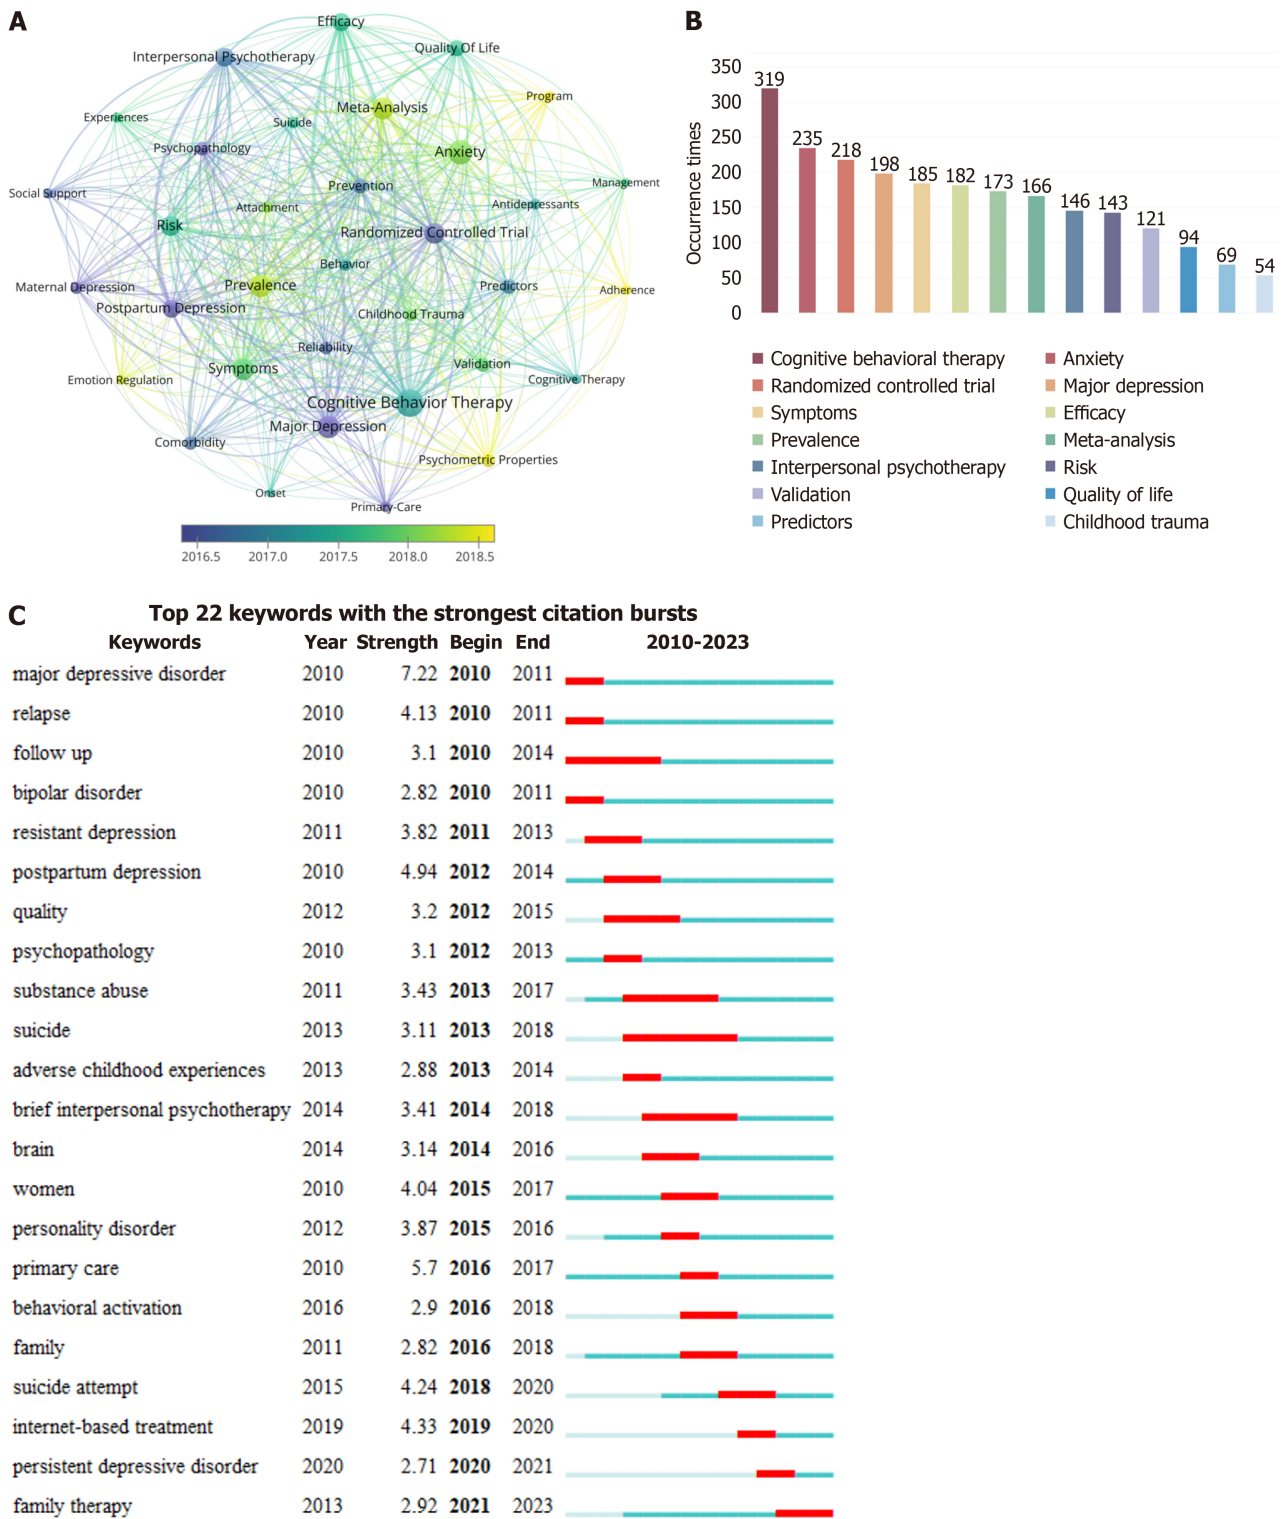 A
Efficacy
Quality Of Life
Interpersonal Psychotherapy
Program
Meta-Analysis
Experiences
Suicide
Psychopathology
Anxiety
Management
Social Support
Prevention
Attachment
Antidepressants
Risk
Randomized Controlled Trial
Behavior
Maternal Depression
Prevalence
Predictors
Adherence
Postpartum Depression
Childhood Trauma
Reliability
Symptoms
Validation
Emotion Regulation
Cognitive Therapy
Cognitive Behavior Therapy
Major Depression
Comorbidity
Psychometric Properties
Onset
Primary-Care
2016.5 2017.0 2017.5 2018.0 2018.5
B
Occurrence times
350
300
250
200
150
100
50
0
319 235 218 198 185 182 173 166 146 143 121 94 69 54
Cognitive behavioral therapy Anxiety
Randomized controlled trial Major depression
Symptoms Efficacy
Prevalence Meta-analysis
Interpersonal psychotherapy Risk
Validation Quality of life
Predictors Childhood trauma
C
Top 22 keywords with the strongest citation bursts
Keywords Year Strength Begin End 2010-2023
major depressive disorder 2010 7.22 2010 2011
relapse 2010 4.13 2010 2011
follow up 2010 3.1 2010 2014
bipolar disorder 2010 2.82 2010 2011
resistant depression 2011 3.82 2011 2013
postpartum depression 2010 4.94 2012 2014
quality 2012 3.2 2012 2015
psychopathology 2010 3.1 2012 2013
substance abuse 2011 3.43 2013 2017
suicide 2013 3.11 2013 2018
adverse childhood experiences 2013 2.88 2013 2014
brief interpersonal psychotherapy 2014 3.41 2014 2018
brain 2014 3.14 2014 2016
women 2010 4.04 2015 2017
personality disorder 2012 3.87 2015 2016
primary care 2010 5.7 2016 2017
behavioral activation 2016 2.9 2016 2018
family 2011 2.82 2016 2018
suicide attempt 2015 4.24 2018 2020
internet-based treatment 2019 4.33 2019 2020
persistent depressive disorder 2020 2.71 2020 2021
family therapy 2013 2.92 2021 2023